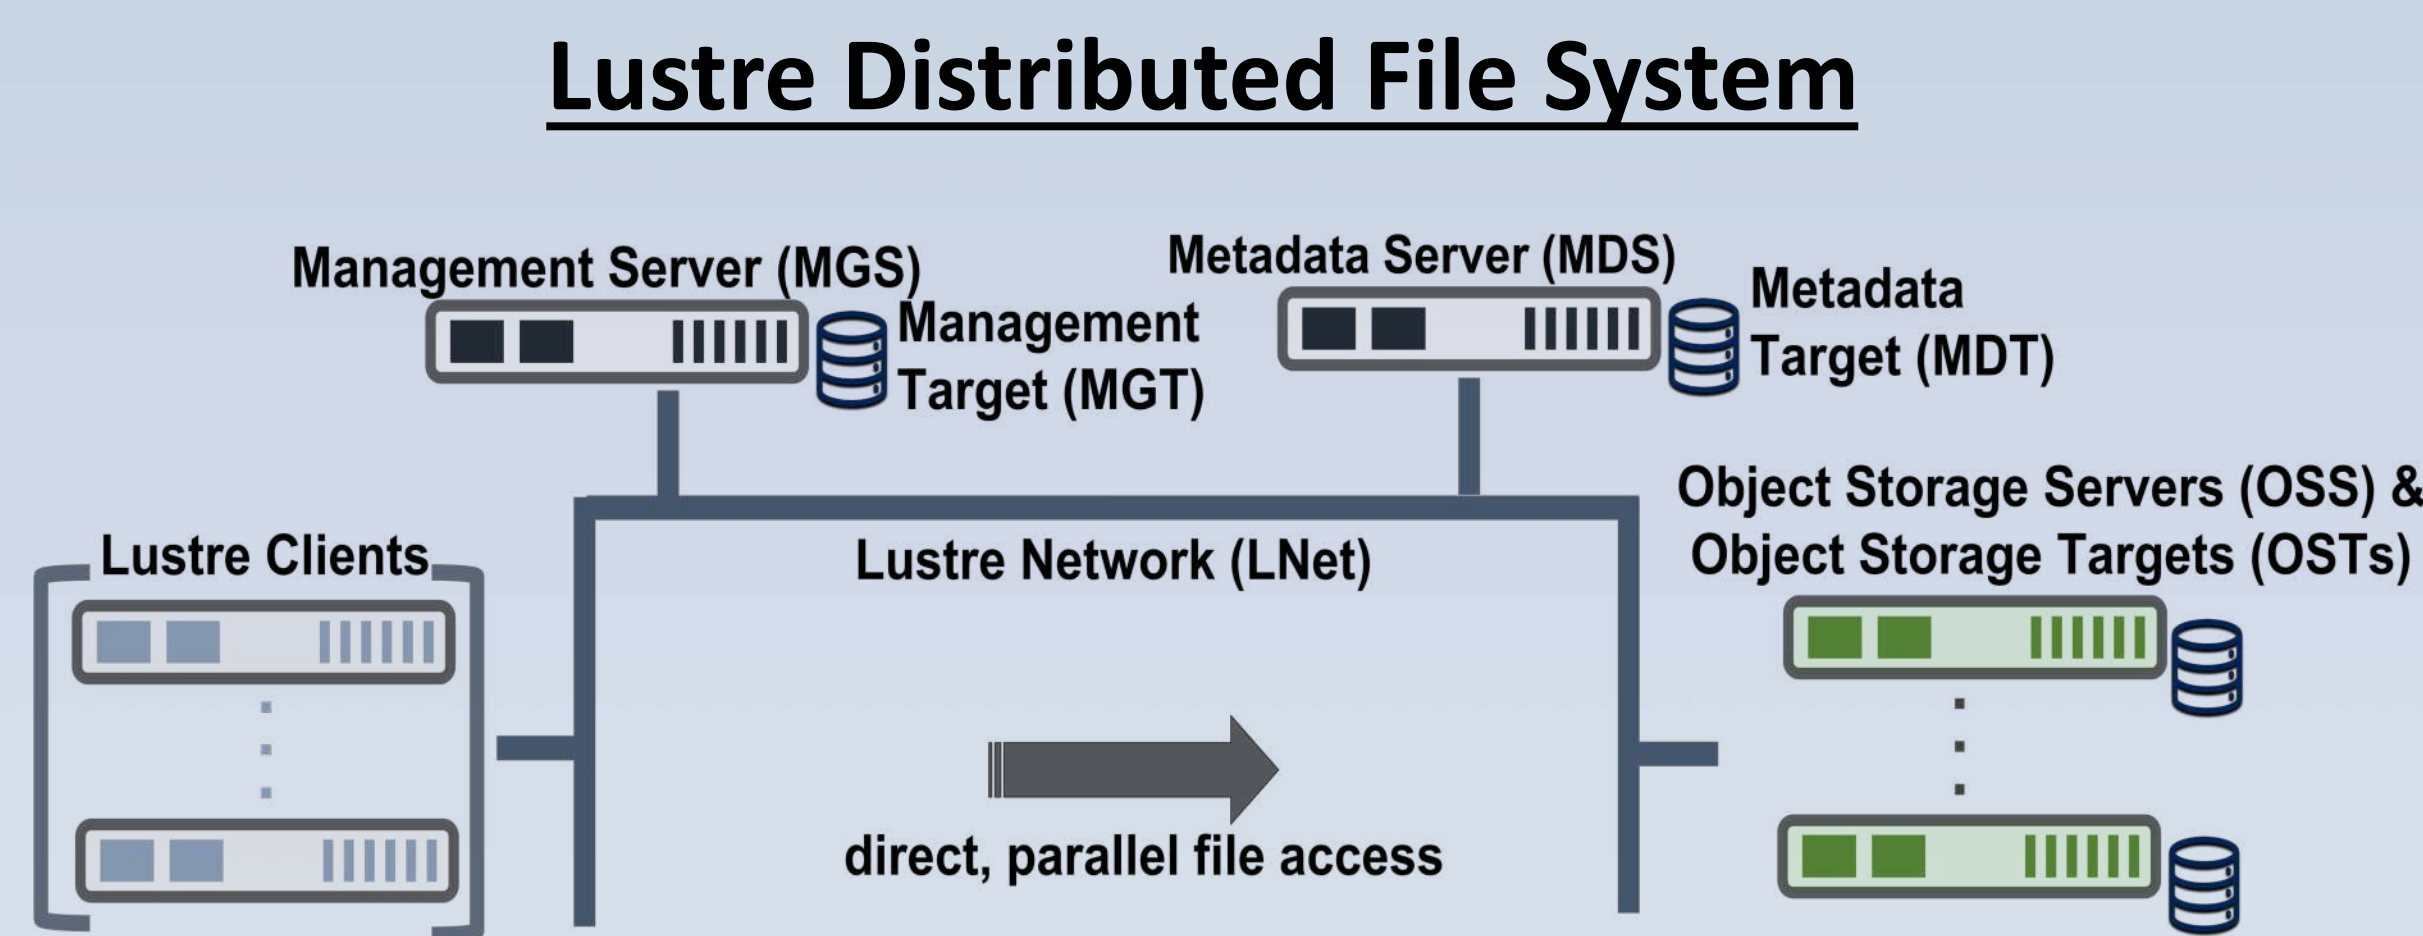 Lustre Distributed File System
Management Server (MGS)
Management
Target (MGT)
Metadata Server (MDS)
Metadata
Target (MDT)
Object Storage Servers (OSS) &
Object Storage Targets (OSTs)
Lustre Clients
Lustre Network (LNet)
direct, parallel file access